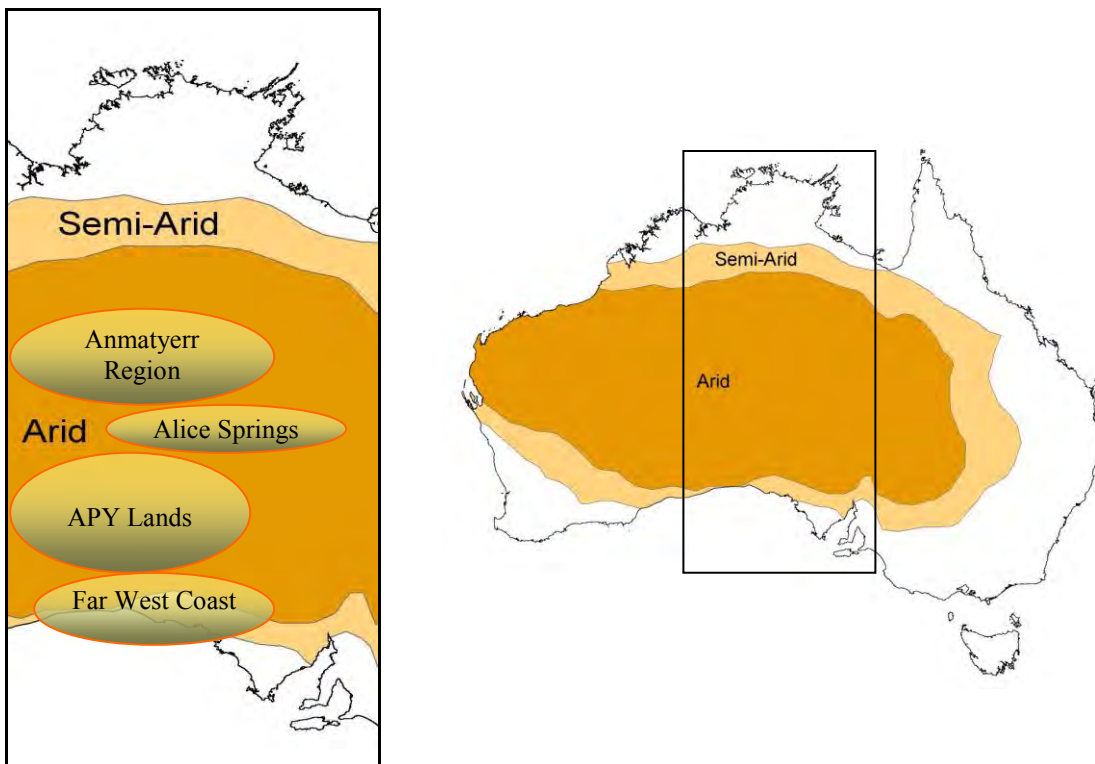 Semi-Arid
Anmatyerr
Region
Arid
Alice Springs
APY Lands
Far West Coast
Semi-Arid
Arid